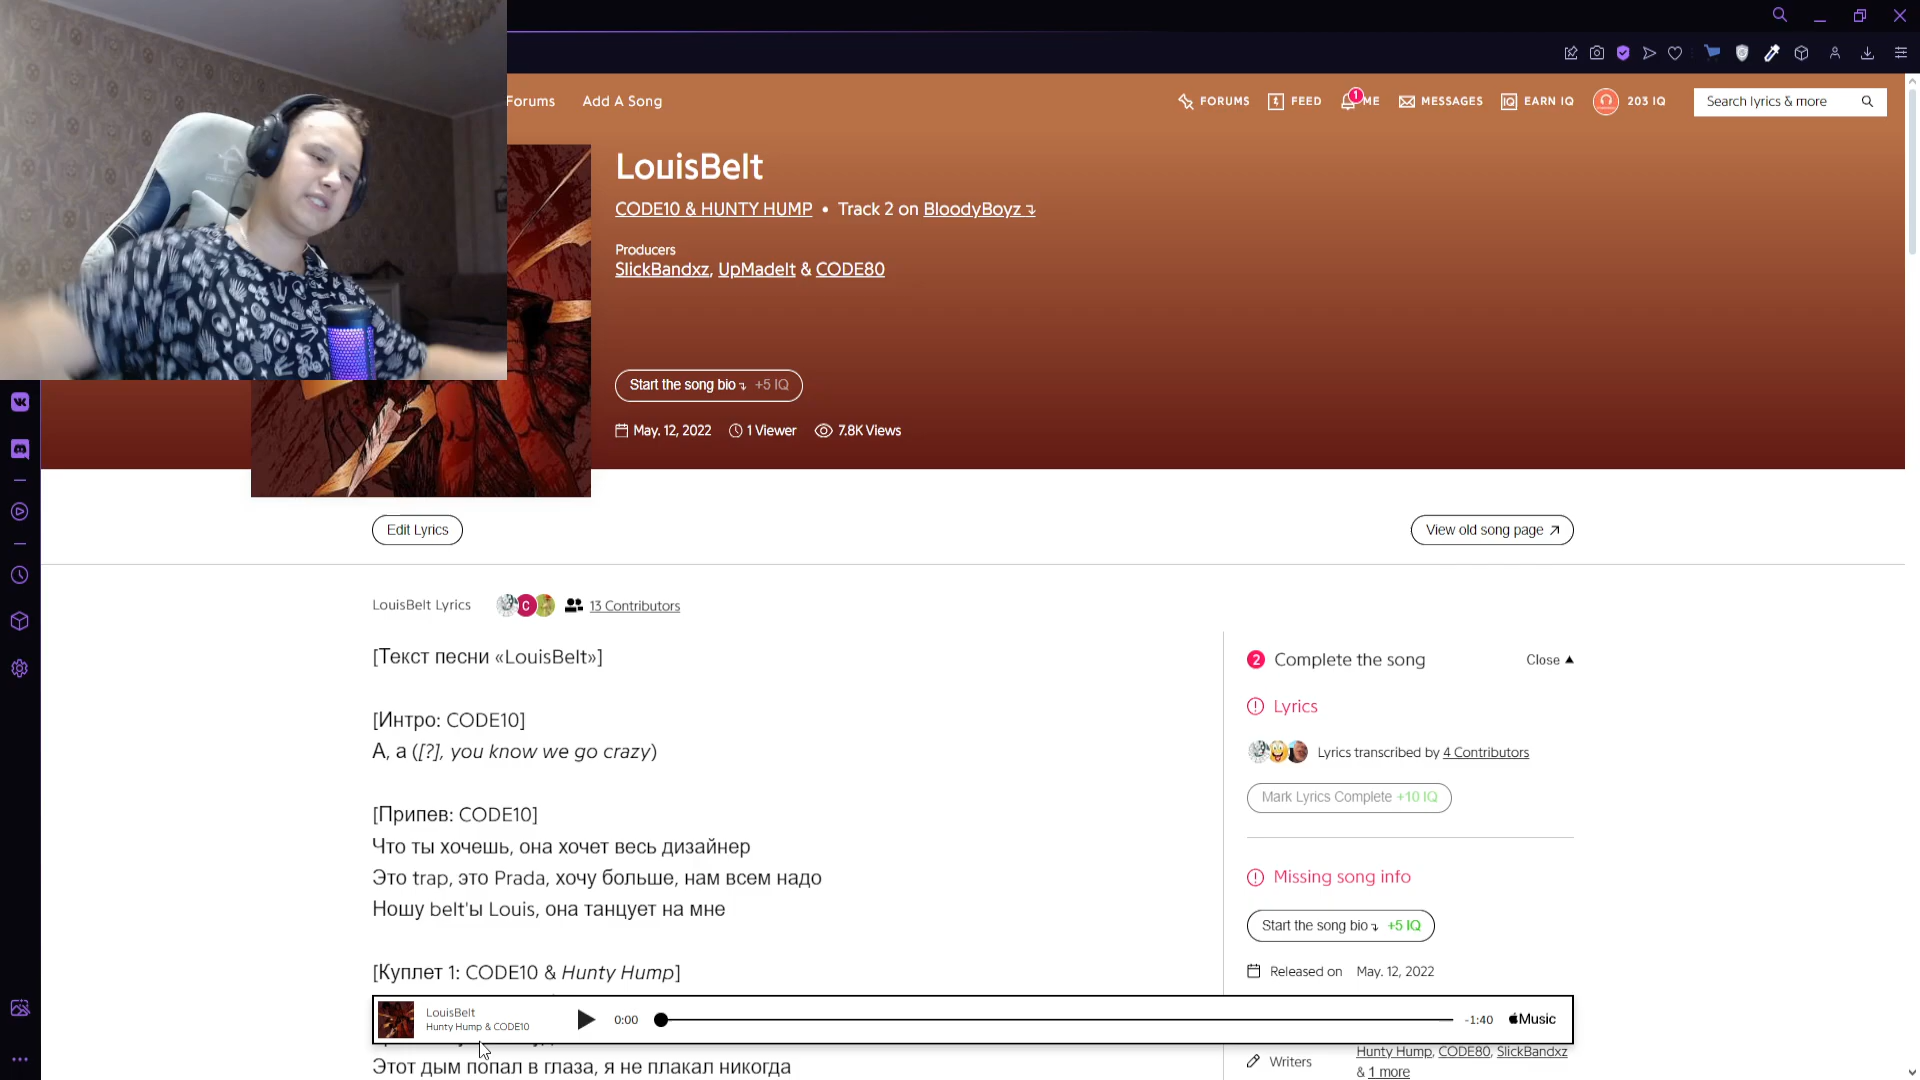 Forums
Add A Song
FORUMS
FEED
1
ME
MESSAGES
IQ
EARN IQ
203 IQ
Search lyrics & more
LouisBelt
CODE10 & HUNTY HUMP • Track 2 on BloodyBoyz
Producers
SlickBandxz, UpMadeIt & CODE80
Start the song bio +5 IQ
May. 12, 2022
1 Viewer
7.8K Views
Edit Lyrics
View old song page
LouisBelt Lyrics
C
13 Contributors
[Текст песни «LouisBelt»]
[Интро: CODE10]
А, а ([?], you know we go crazy)
[Припев: CODE10]
Что ты хочешь, она хочет весь дизайнер
Это trap, это Prada, хочу больше, нам всем надо
Ношу belt'ы Louis, она танцует на мне
[Куплет 1: CODE10 & Hunty Hump]
Этот дым попал в глаза, я не плакал никогда
2 Complete the song
Close
Lyrics
Lyrics transcribed by 4 Contributors
Mark Lyrics Complete +10 IQ
Missing song info
Start the song bio +5 IQ
Released on May. 12, 2022
Writers
Hunty Hump, CODE80, SlickBandxz
& 1 more
LouisBelt
Hunty Hump & CODE10
0:00
-1:40
Music